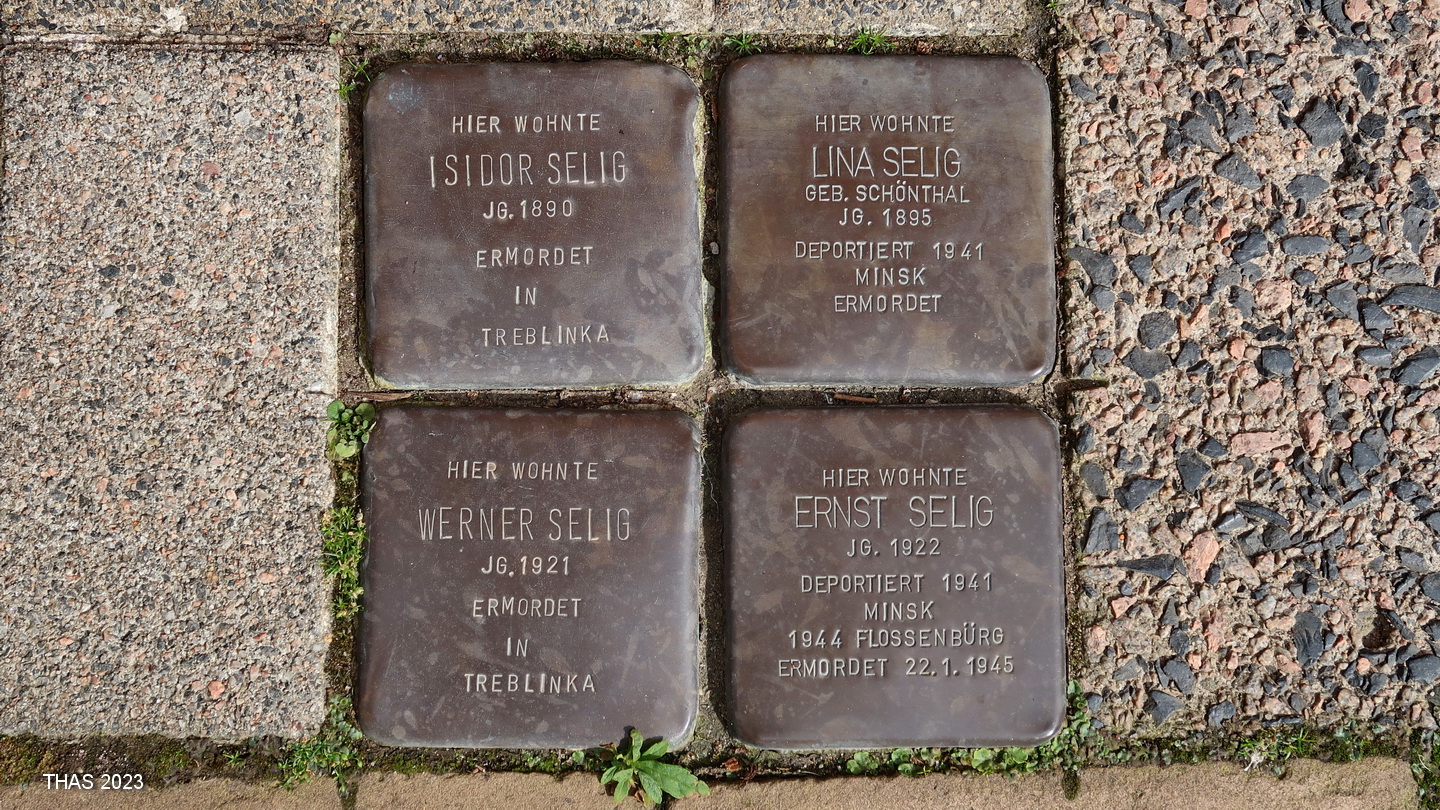 HIER WOHNTE
ISIDOR SELIG
JG. 1890
ERMORDET
IN
TREBLINKA
HIER WOHNTE
LINA SELIG
GEB. SCHÖNTHAL
JG. 1895
DEPORTIERT 1941
MINSK
ERMORDET
HIER WOHNTE
WERNER SELIG
JG. 1921
ERMORDET
IN
TREBLINKA
HIER WOHNTE
ERNST SELIG
JG. 1922
DEPORTIERT 1941
MINSK
1944 FLOSSENBÜRG
ERMORDET 22.1.1945
THAS 2023